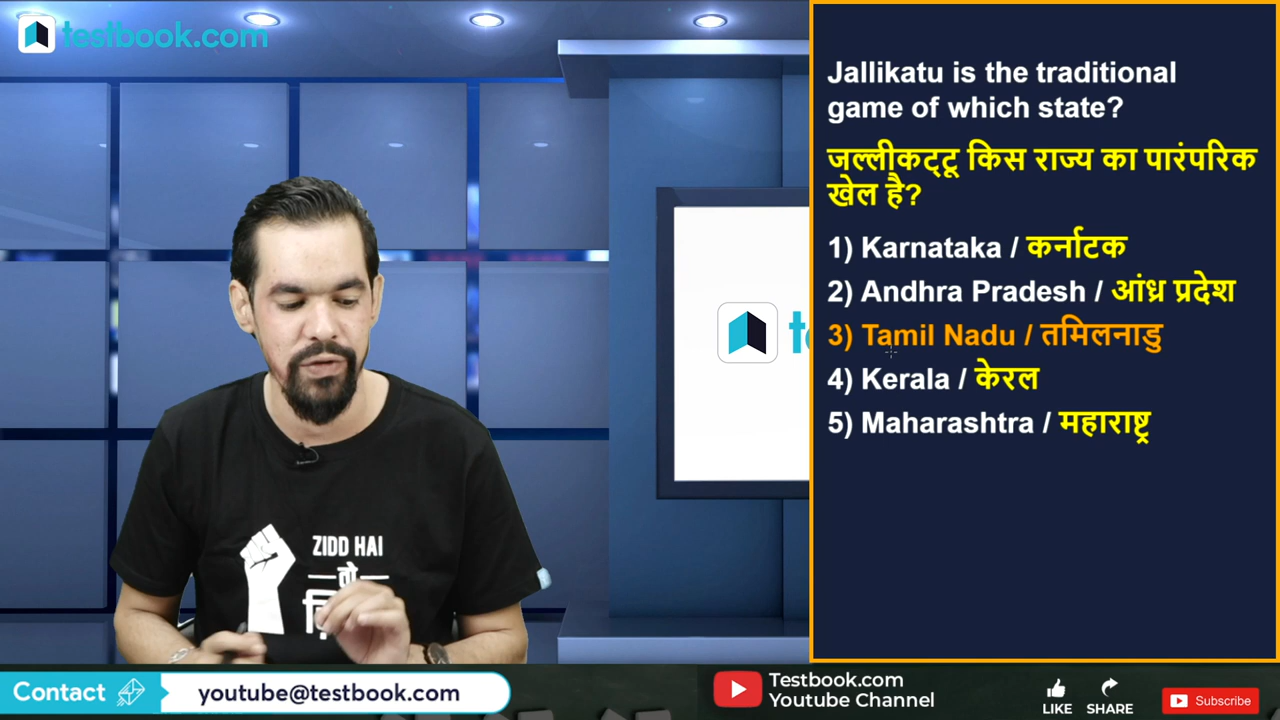 testbook.com
Jallikatu is the traditional
game of which state?
जल्लीकट्टू किस राज्य का पारंपरिक
खेल है?
1) Karnataka / कर्नाटक
2) Andhra Pradesh / आंध्र प्रदेश
3) Tamil Nadu / तमिलनाडु
4) Kerala / केरल
5) Maharashtra / महाराष्ट्र
ZIDD HAI
तो
Contact
youtube@testbook.com
Testbook.com
Youtube Channel
LIKE
SHARE
Subscribe